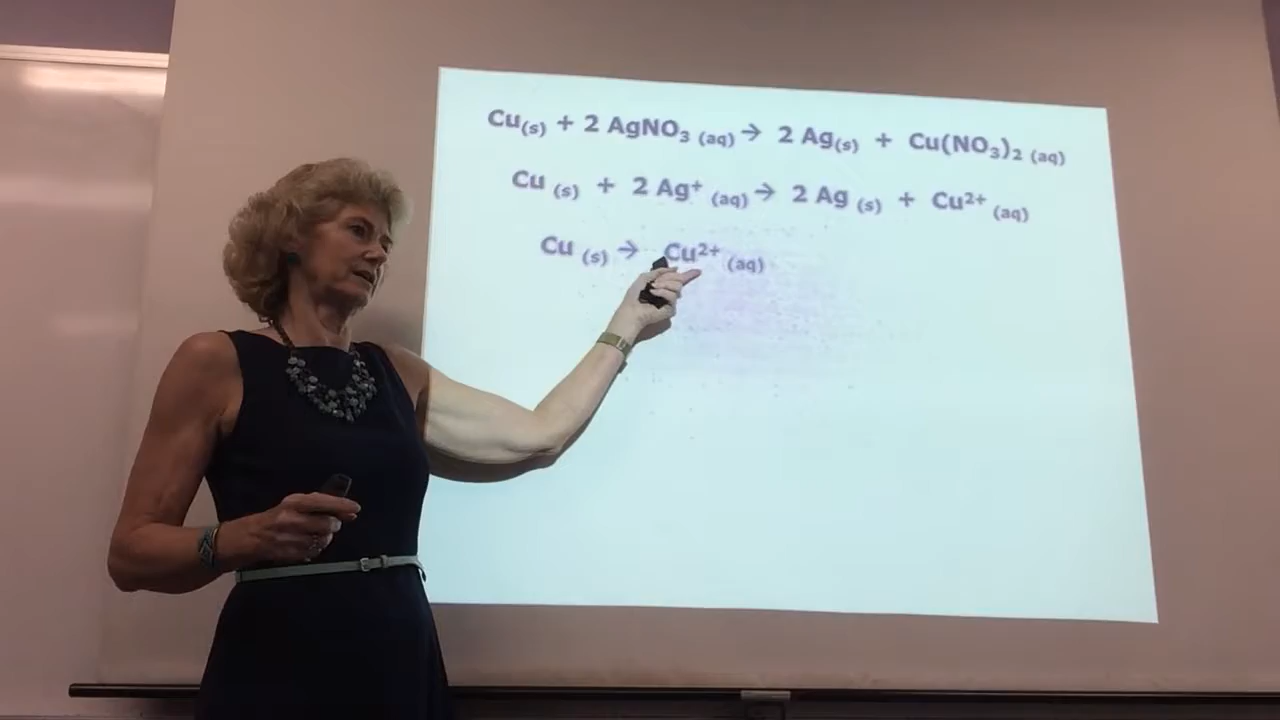 Cu(s) + 2 AgNO₃ (aq) → 2 Ag(s) + Cu(NO₃)₂ (aq)
Cu (s) + 2 Ag⁺ (aq) → 2 Ag (s) + Cu²⁺ (aq)
Cu (s) → Cu²⁺ (aq)